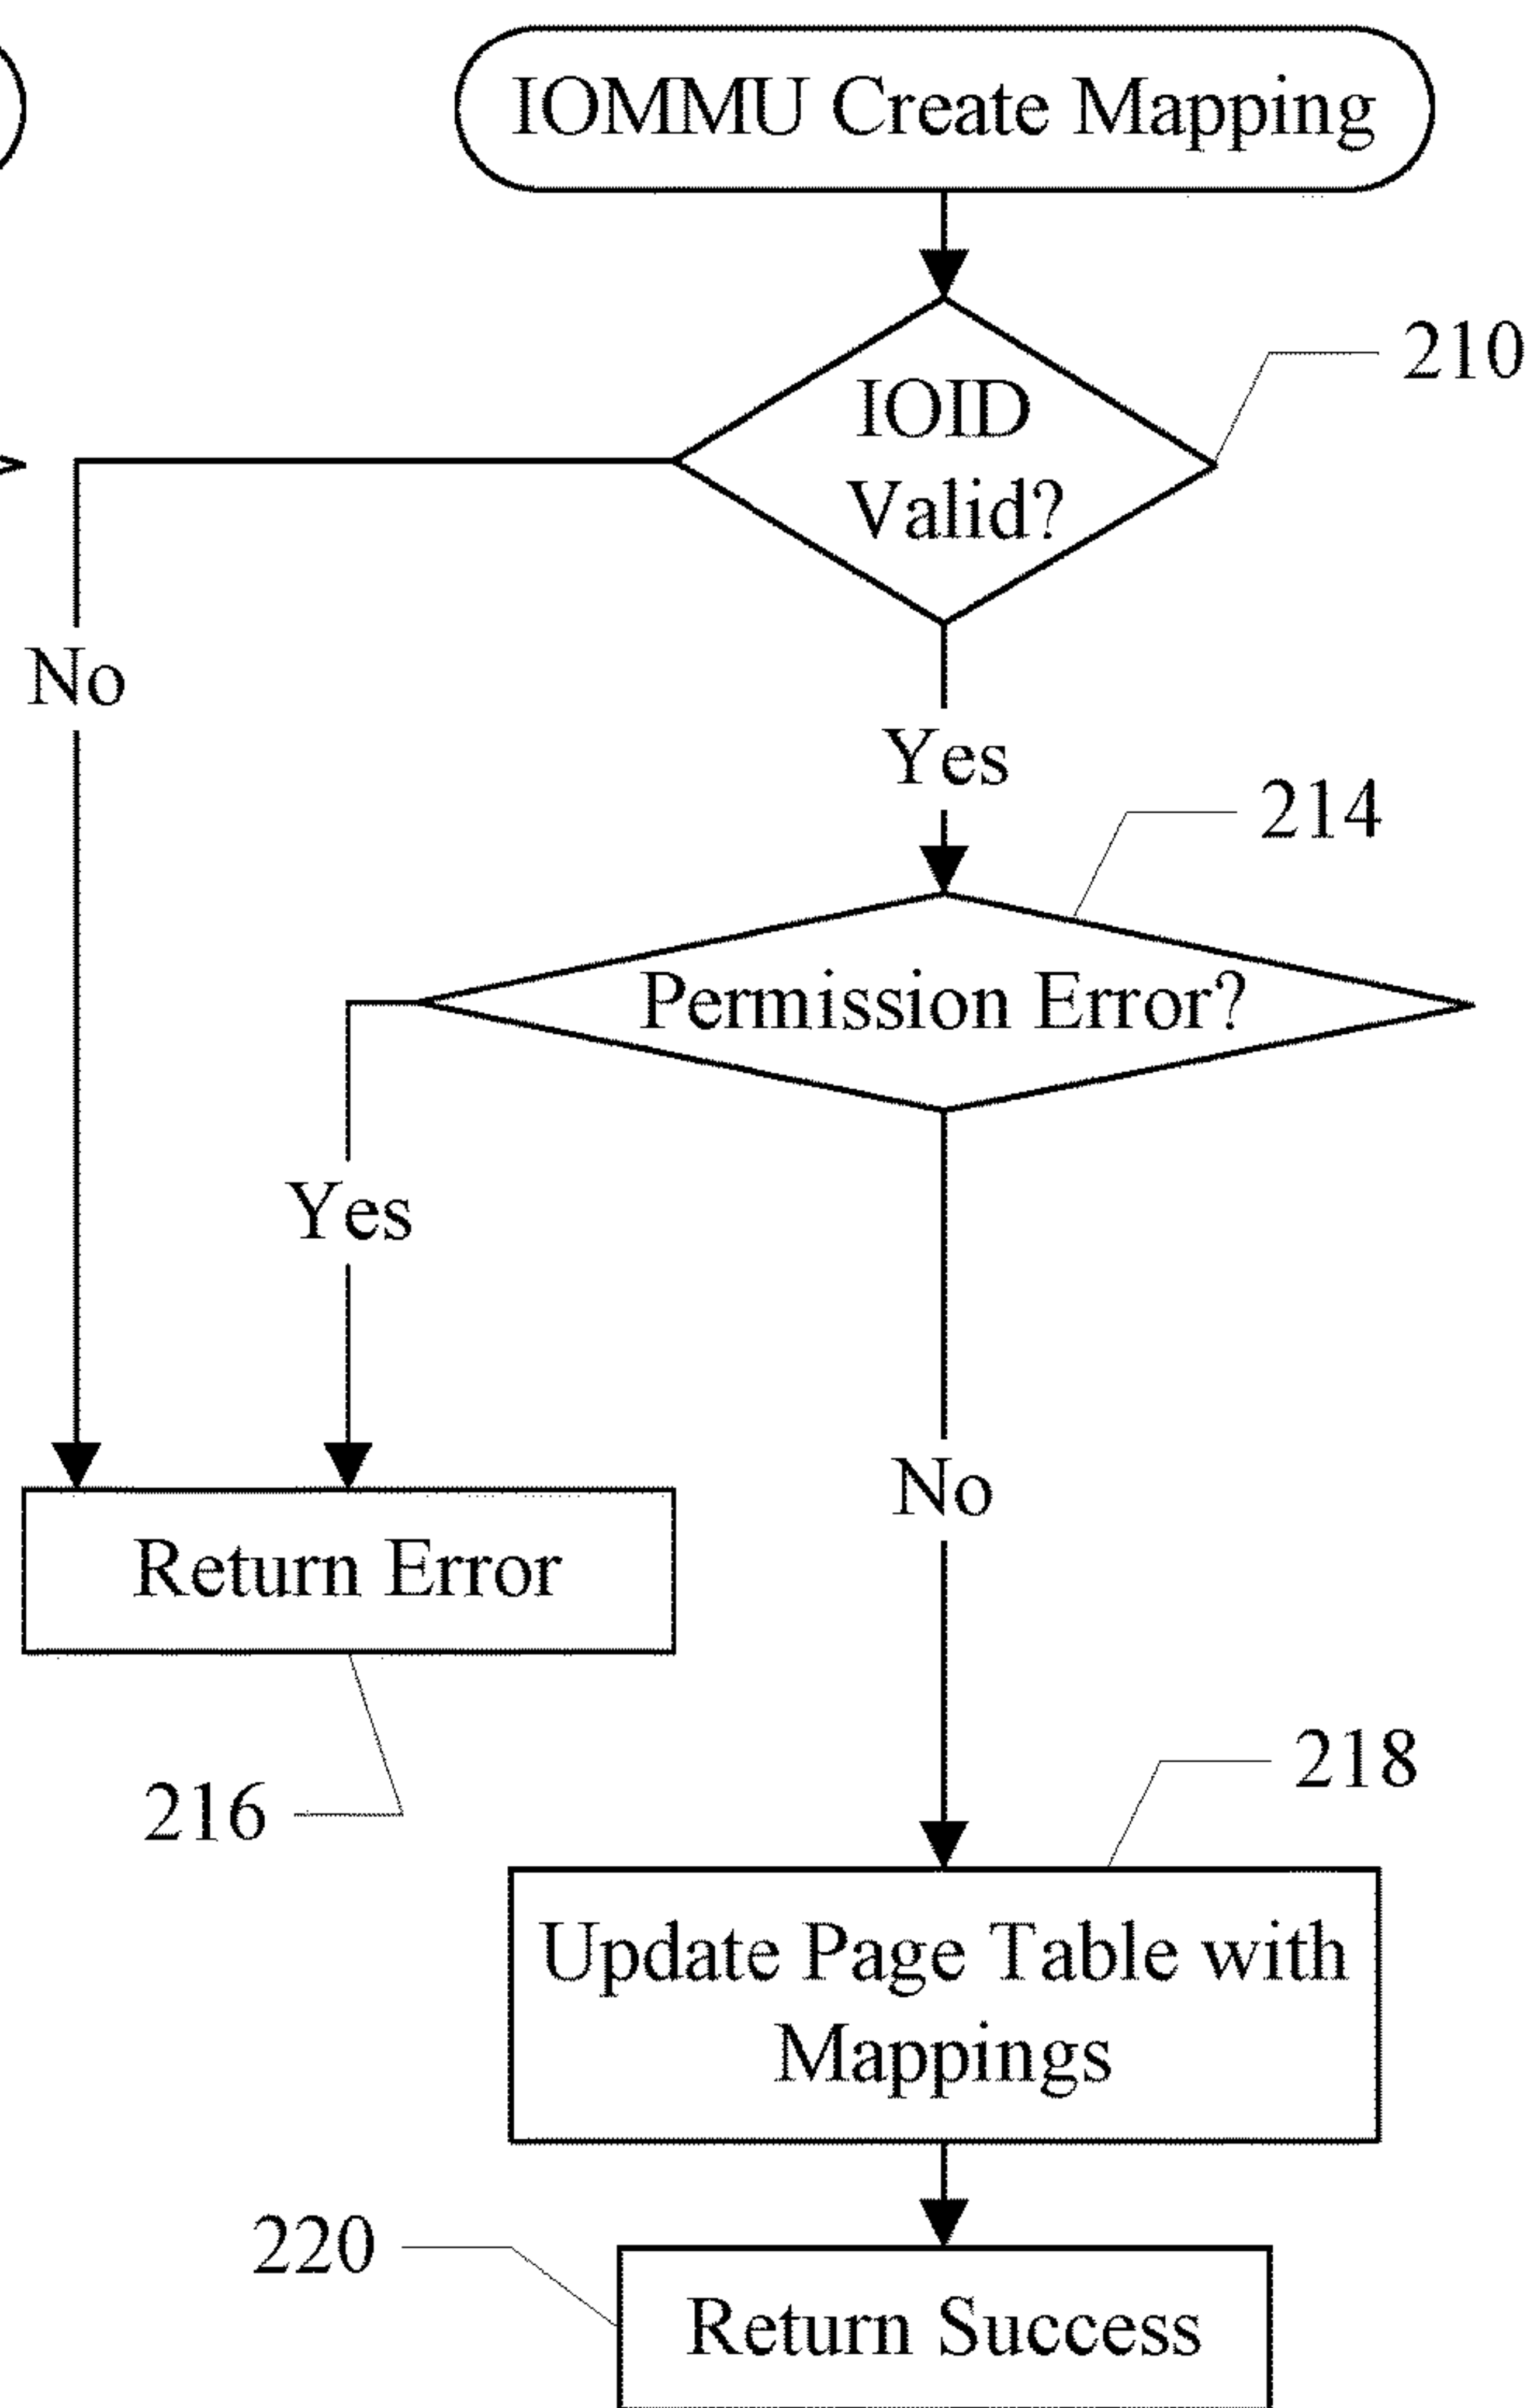 IOMMU Create Mapping
IOID
Valid?
210
No
Yes
214
Permission Error?
Yes
No
Return Error
216
218
Update Page Table with
Mappings
220
Return Success